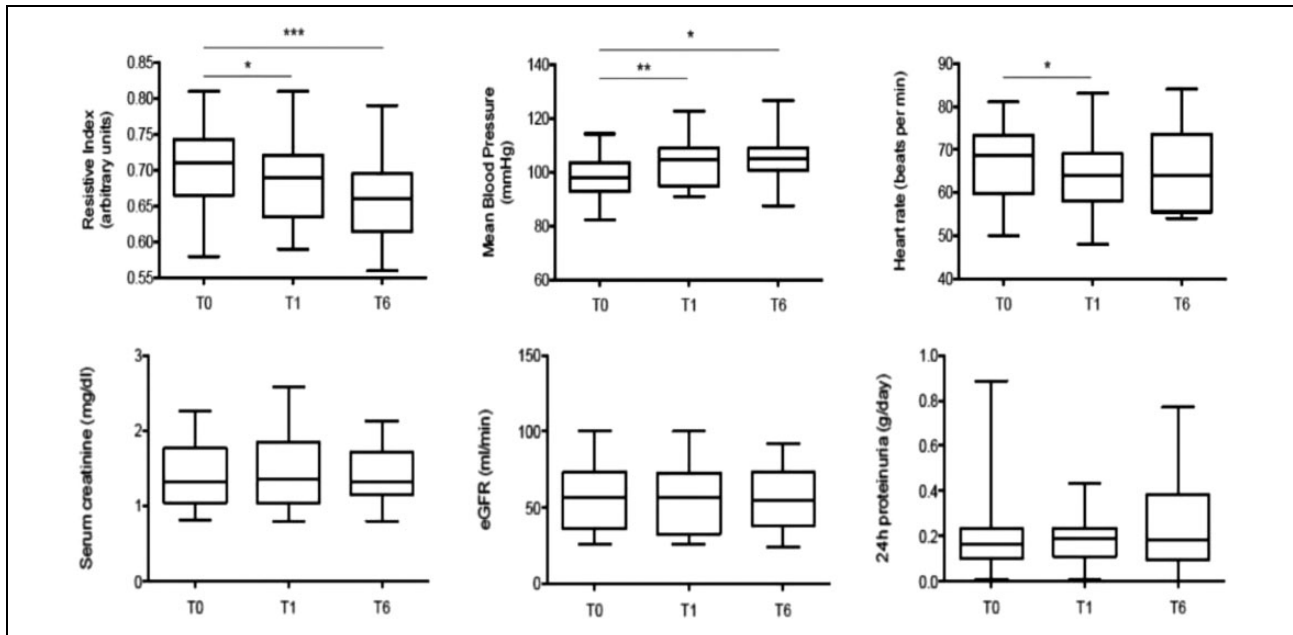 ***
*
0.85
0.80
0.75
0.70
0.65
0.60
0.55
Resistive Index
(arbitrary units)
T0 T1 T6
*
**
140
120
100
80
60
Mean Blood Pressure
(mmHg)
T0 T1 T6
*
90
80
70
60
50
40
Heart rate (beats per min)
T0 T1 T6
3
2
1
0
Serum creatinine (mg/dl)
T0 T1 T6
150
100
50
0
eGFR (ml/min)
T0 T1 T6
1.0
0.8
0.6
0.4
0.2
0.0
24h proteinuria (g/day)
T0 T1 T6